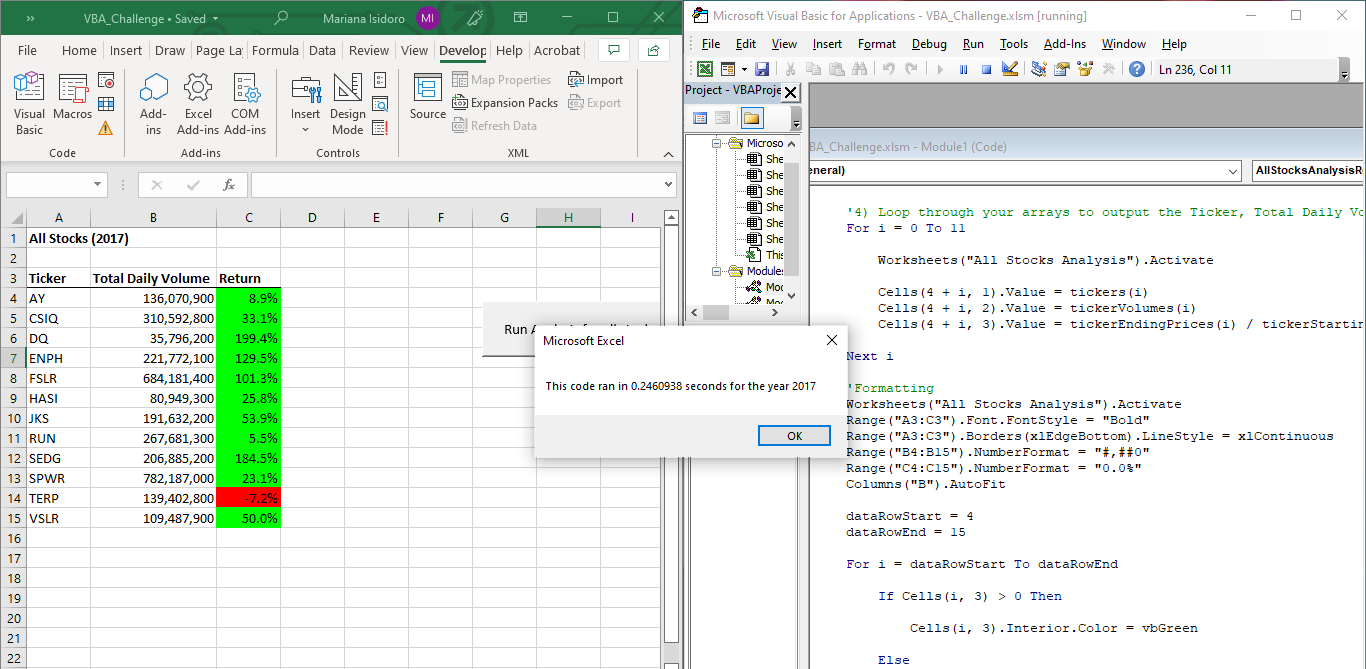 VBA_Challenge • Saved
Mariana Isidoro
MI
File Home Insert Draw Page La Formula Data Review View Develop Help Acrobat
Visual Basic
Macros
Add-ins
Excel Add-ins
COM Add-ins
Insert
Design Mode
Source
Map Properties
Expansion Packs
Refresh Data
Import
Export
Code
Add-ins
Controls
XML
fx
A B C D E F G H I
1 All Stocks (2017)
2
3 Ticker Total Daily Volume Return
4 AY 136,070,900 8.9%
5 CSIQ 310,592,800 33.1%
6 DQ 35,796,200 199.4%
7 ENPH 221,772,100 129.5%
8 FSLR 684,181,400 101.3%
9 HASI 80,949,300 25.8%
10 JKS 191,632,200 53.9%
11 RUN 267,681,300 5.5%
12 SEDG 206,885,200 184.5%
13 SPWR 782,187,000 23.1%
14 TERP 139,402,800 -7.2%
15 VSLR 109,487,900 50.0%
16
17
18
19
20
21
22
Run
Microsoft Excel
This code ran in 0.2460938 seconds for the year 2017
OK
Microsoft Visual Basic for Applications - VBA_Challenge.xlsm [running]
File Edit View Insert Format Debug Run Tools Add-Ins Window Help
Ln 236, Col 11
Project - VBAProje
Microso
She
She
She
She
She
She
This
Modules
Moc
BA_Challenge.xlsm - Module1 (Code)
eneral)
AllStocksAnalysisR
'4) Loop through your arrays to output the Ticker, Total Daily Vo
For i = 0 To 11
Worksheets("All Stocks Analysis").Activate
Cells(4 + i, 1).Value = tickers(i)
Cells(4 + i, 2).Value = tickerVolumes(i)
Cells(4 + i, 3).Value = tickerEndingPrices(i) / tickerStartin
Next i
'Formatting
Worksheets("All Stocks Analysis").Activate
Range("A3:C3").Font.FontStyle = "Bold"
Range("A3:C3").Borders(xlEdgeBottom).LineStyle = xlContinuous
Range("B4:B15").NumberFormat = "#,##0"
Range("C4:C15").NumberFormat = "0.0%"
Columns("B").AutoFit
dataRowStart = 4
dataRowEnd = 15
For i = dataRowStart To dataRowEnd
If Cells(i, 3) > 0 Then
Cells(i, 3).Interior.Color = vbGreen
Else